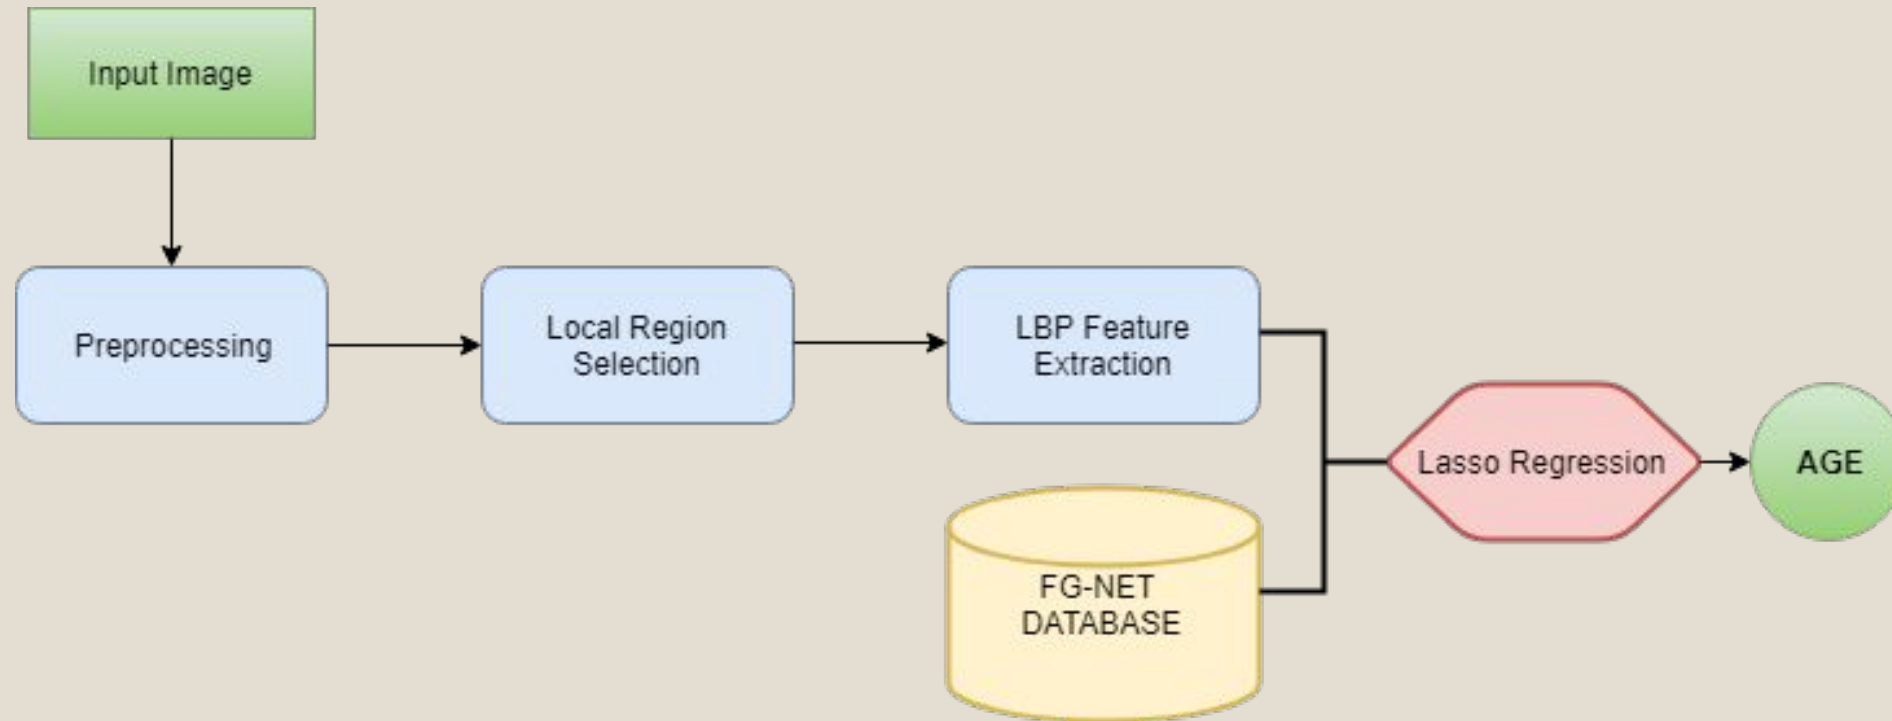 Input Image
Preprocessing
Local Region
Selection
LBP Feature
Extraction
Lasso Regression
AGE
FG-NET
DATABASE